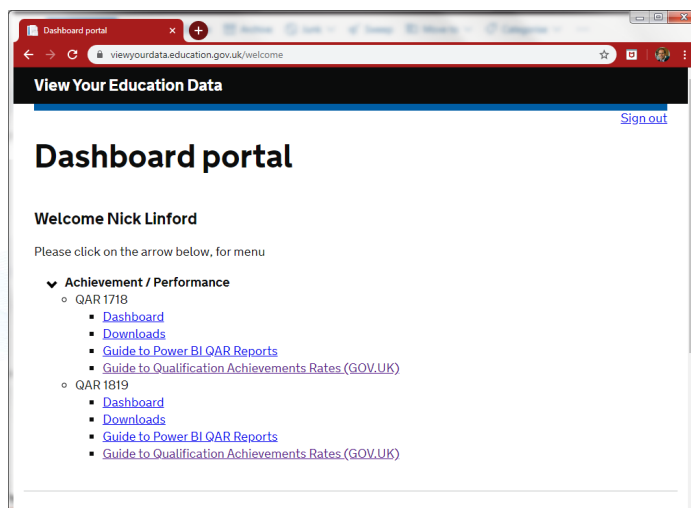 Dashboard portal
viewyourdata.education.gov.uk/welcome
View Your Education Data
Sign out
Dashboard portal
Welcome Nick Linford
Please click on the arrow below, for menu
Achievement / Performance
QAR 1718
Dashboard
Downloads
Guide to Power BI QAR Reports
Guide to Qualification Achievements Rates (GOV.UK)
QAR 1819
Dashboard
Downloads
Guide to Power BI QAR Reports
Guide to Qualification Achievements Rates (GOV.UK)